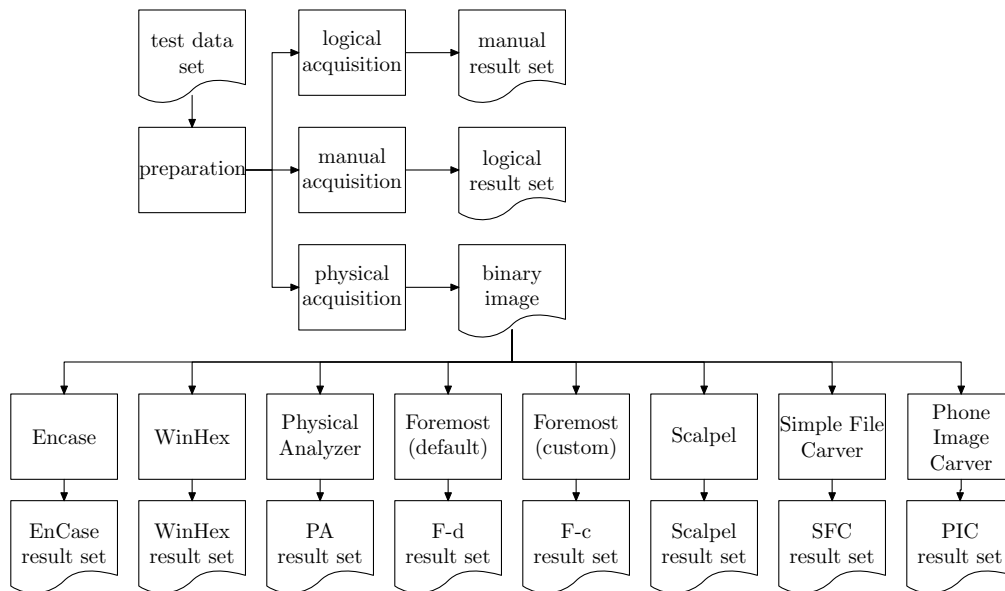 test data
set
logical
acquisition
manual
result set
preparation
manual
acquisition
logical
result set
physical
acquisition
binary
image
Encase
WinHex
Physical
Analyzer
Foremost
(default)
Foremost
(custom)
Scalpel
Simple File
Carver
Phone
Image
Carver
EnCase
result set
WinHex
result set
PA
result set
F-d
result set
F-c
result set
Scalpel
result set
SFC
result set
PIC
result set